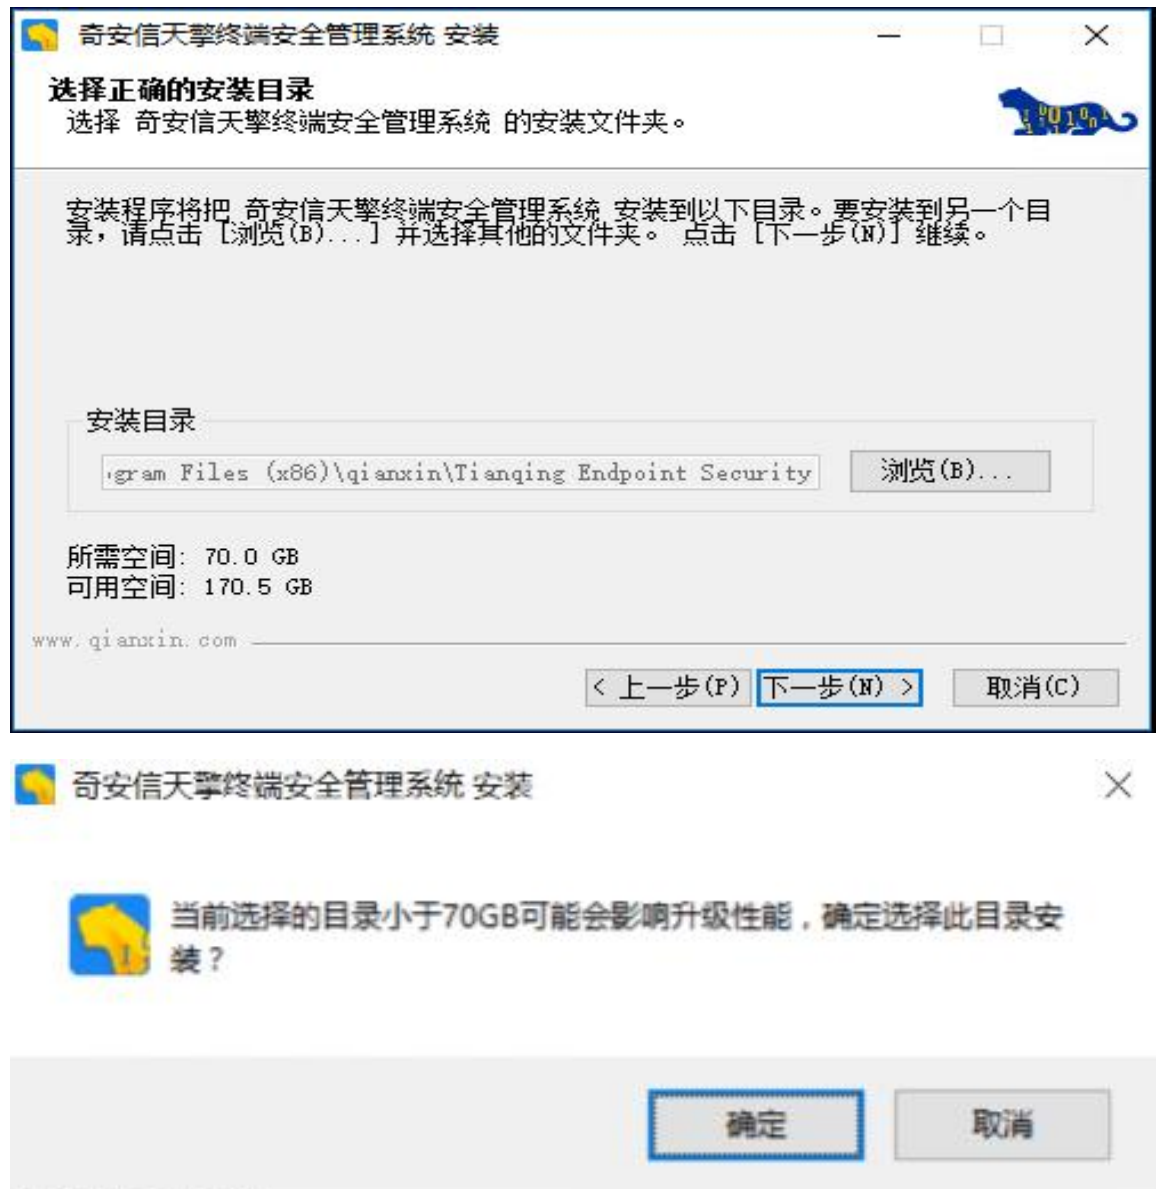 奇安信天擎终端安全管理系统 安装
选择正确的安装目录
选择 奇安信天擎终端安全管理系统 的安装文件夹。
安装程序将把 奇安信天擎终端安全管理系统 安装到以下目录。要安装到另一个目
录，请点击 [浏览(B)...] 并选择其他的文件夹。 点击 [下一步(N)] 继续。
安装目录
gram Files (x86)\qianxin\Tianqing Endpoint Security
浏览(B)...
所需空间: 70.0 GB
可用空间: 170.5 GB
www.qianxin.com
< 上一步(P) 下一步(N) > 取消(C)
奇安信天擎终端安全管理系统 安装
当前选择的目录小于70GB可能会影响升级性能，确定选择此目录安
装？
确定 取消